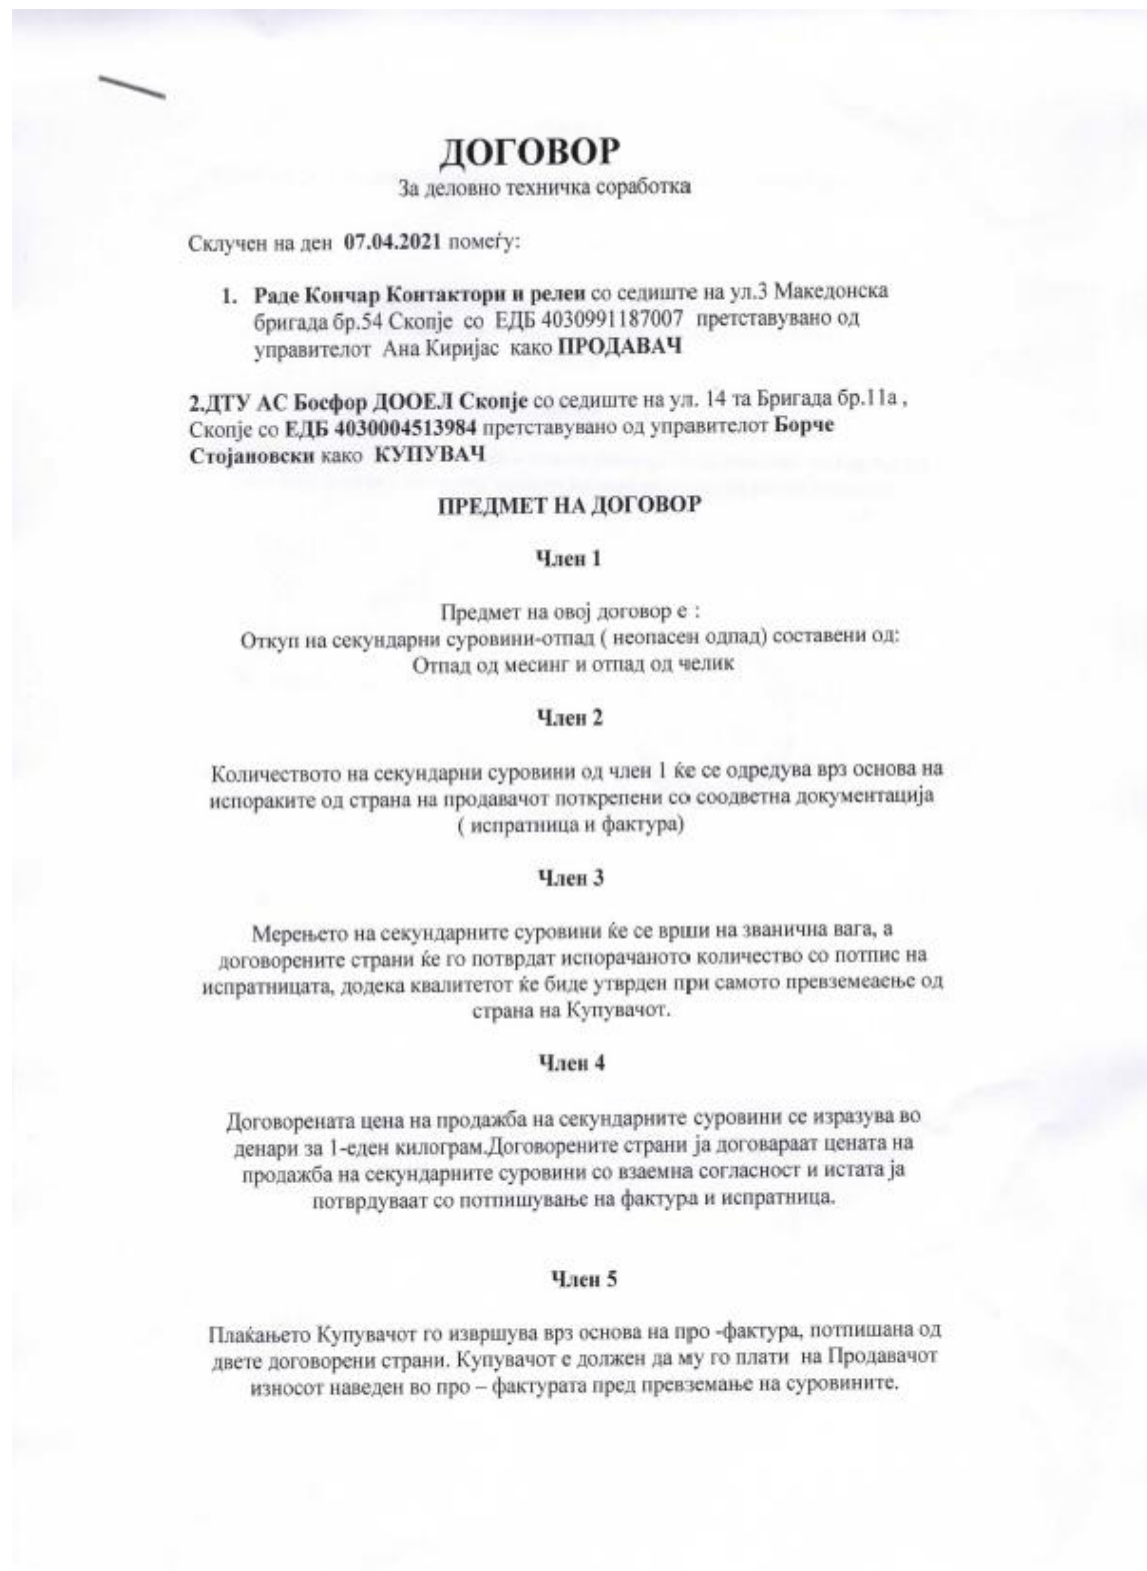 ДОГОВОР
За деловно техничка соработка
Склучен на ден 07.04.2021 помеѓу:
1. Раде Кончар Контактори и релеи со седиште на ул.3 Македонска
бригада бр.54 Скопје со ЕДБ 4030991187007 претставувано од
управителот Ана Киријас како ПРОДАВАЧ
2.ДТУ АС Босфор ДООЕЛ Скопје со седиште на ул. 14 та Бригада бр.11а ,
Скопје со ЕДБ 4030004513984 претставувано од управителот Борче
Стојановски како КУПУВАЧ
ПРЕДМЕТ НА ДОГОВОР
Член 1
Предмет на овој договор е :
Откуп на секундарни суровини-отпад ( неопасен одпад) составени од:
Отпад од месинг и отпад од челик
Член 2
Количеството на секундарни суровини од член 1 ќе се одредува врз основа на
испораките од страна на продавачот поткрепени со соодветна документација
( испратница и фактура)
Член 3
Мерењето на секундарните суровини ќе се врши на званична вага, а
договорените страни ќе го потврдат испорачаното количество со потпис на
испратницата, додека квалитетот ќе биде утврден при самото превземеаење од
страна на Купувачот.
Член 4
Договорената цена на продажба на секундарните суровини се изразува во
денари за 1-еден килограм.Договорените страни ја договараат цената на
продажба на секундарните суровини со взаемна согласност и истата ја
потврдуваат со потпишување на фактура и испратница.
Член 5
Плаќањето Купувачот го извршува врз основа на про -фактура, потпишана од
двете договорени страни. Купувачот е должен да му го плати на Продавачот
износот наведен во про – фактурата пред превземање на суровините.